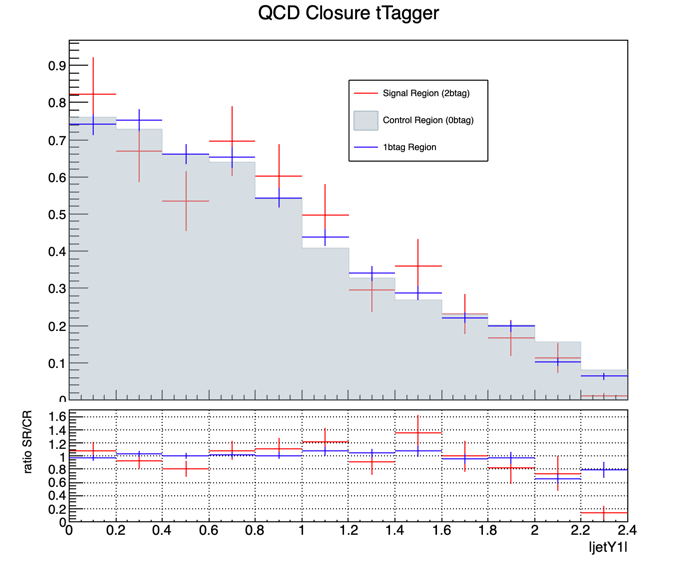 QCD Closure tTagger
0.9
0.8
0.7
0.6
0.5
0.4
0.3
0.2
0.1
0
Signal Region (2btag)
Control Region (0btag)
1btag Region
ratio SR/CR
1.6
1.4
1.2
1
0.8
0.6
0.4
0.2
0
0 0.2 0.4 0.6 0.8 1 1.2 1.4 1.6 1.8 2 2.2 2.4
|jetY1|